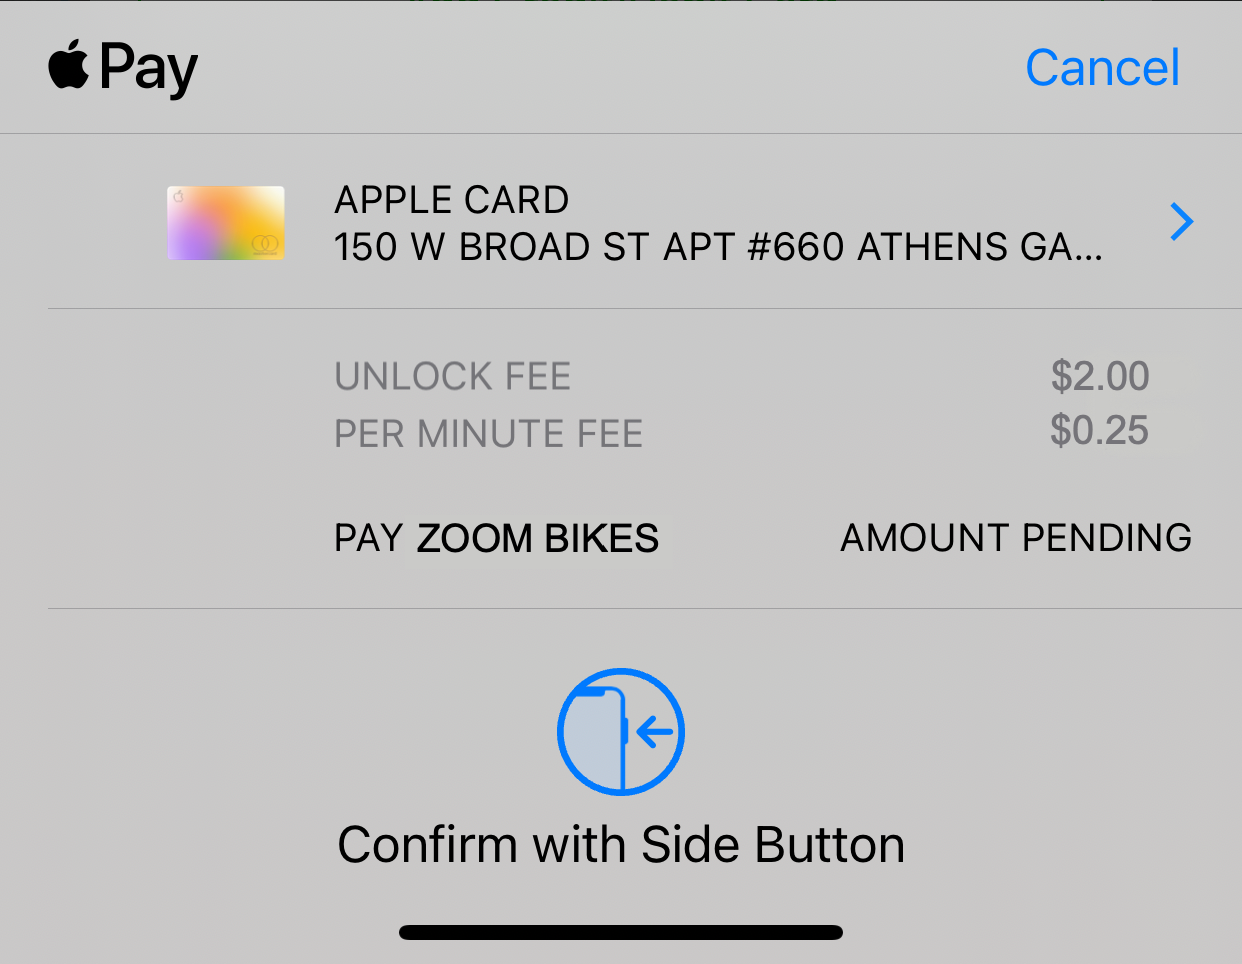 Pay
Cancel
APPLE CARD
150 W BROAD ST APT #660 ATHENS GA...
UNLOCK FEE $2.00
PER MINUTE FEE $0.25
PAY ZOOM BIKES AMOUNT PENDING
Confirm with Side Button